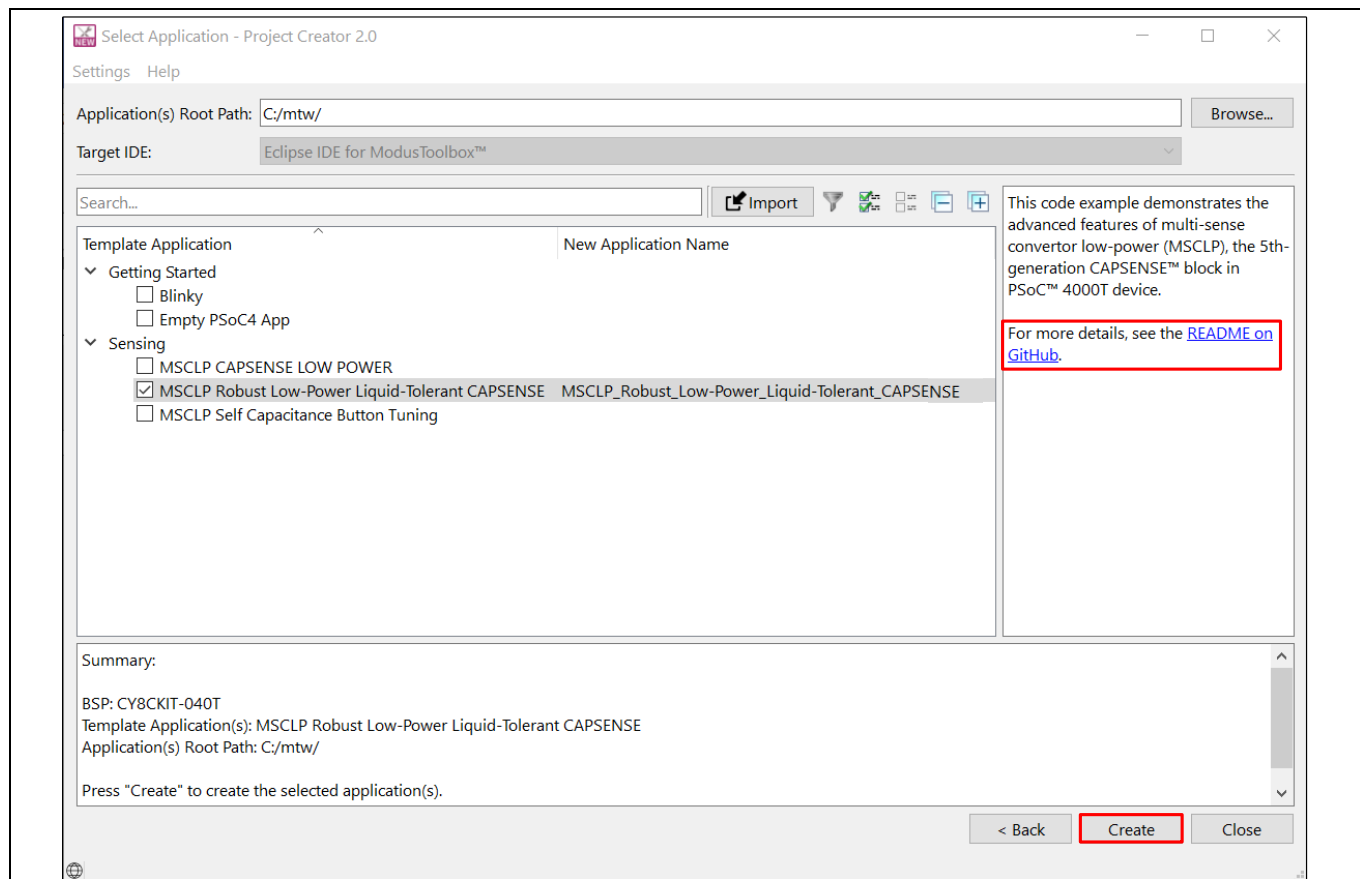 NEW
Select Application - Project Creator 2.0
Settings Help
Application(s) Root Path: C:/mtw/ Browse...
Target IDE: Eclipse IDE for ModusToolbox™
Search... Import
Template Application New Application Name
Getting Started
Blinky
Empty PSoC4 App
Sensing
MSCLP CAPSENSE LOW POWER
MSCLP Robust Low-Power Liquid-Tolerant CAPSENSE MSCLP_Robust_Low-Power_Liquid-Tolerant_CAPSENSE
MSCLP Self Capacitance Button Tuning
This code example demonstrates the
advanced features of multi-sense
convertor low-power (MSCLP), the 5th-
generation CAPSENSE™ block in
PSoC™ 4000T device.
For more details, see the README on
GitHub.
Summary:
BSP: CY8CKIT-040T
Template Application(s): MSCLP Robust Low-Power Liquid-Tolerant CAPSENSE
Application(s) Root Path: C:/mtw/
Press "Create" to create the selected application(s).
< Back Create Close